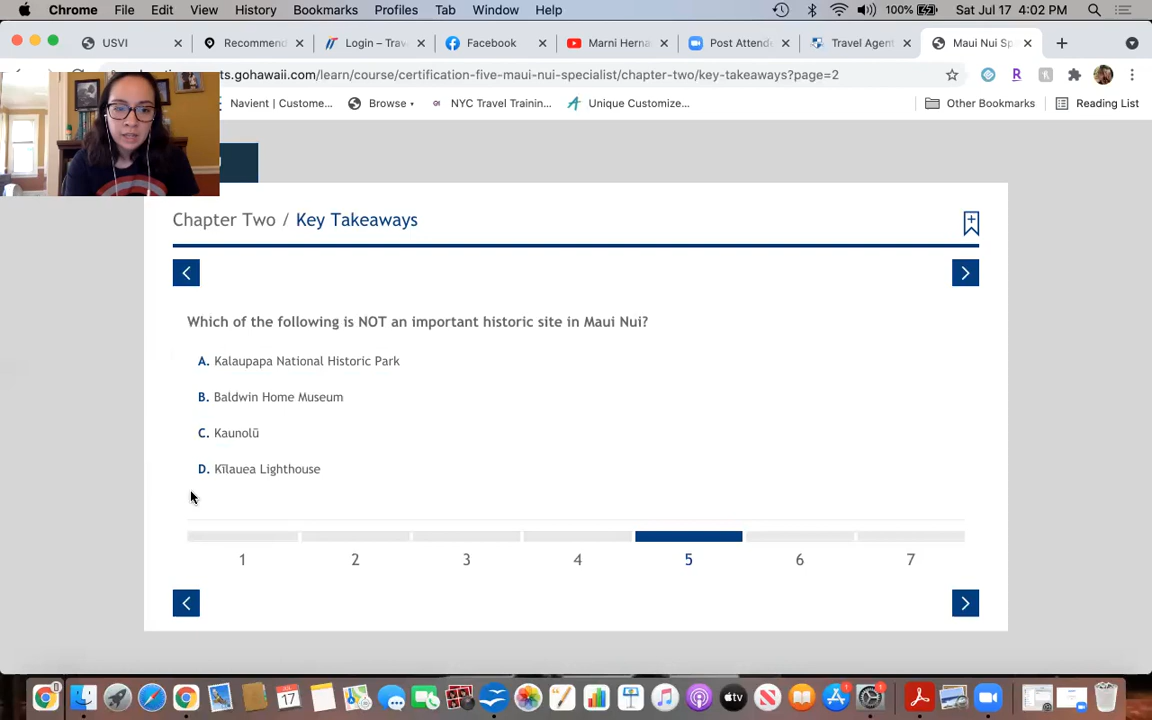 Chrome File Edit View History Bookmarks Profiles Tab Window Help 100% Sat Jul 17 4:02 PM
USVI Recommend Login – Trav Facebook Marni Herna Post Attende Travel Agent Maui Nui Sp
ts.gohawaii.com/learn/course/certification-five-maui-nui-specialist/chapter-two/key-takeaways?page=2
Navient | Custome... Browse NYC Travel Trainin... Unique Customize... Other Bookmarks Reading List
Chapter Two / Key Takeaways
Which of the following is NOT an important historic site in Maui Nui?
A. Kalaupapa National Historic Park
B. Baldwin Home Museum
C. Kaunolū
D. Kīlauea Lighthouse
1 2 3 4 5 6 7